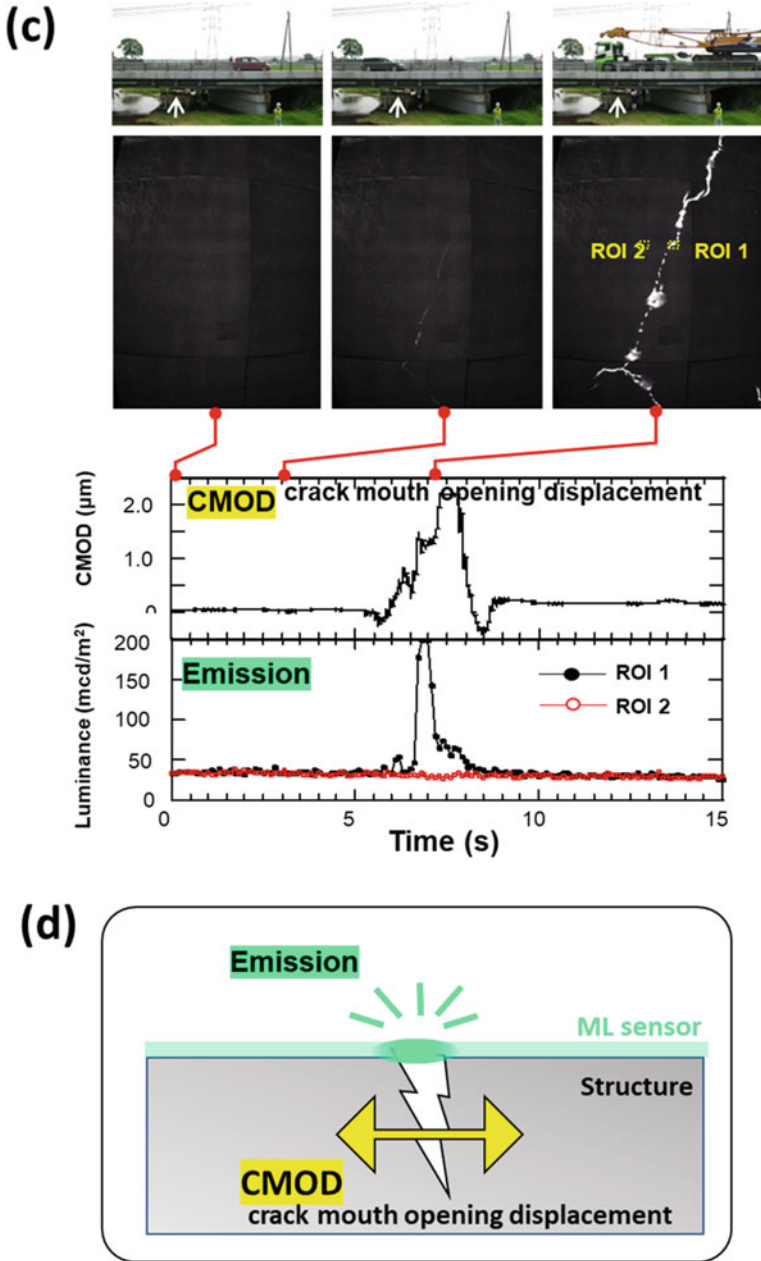 (c)
ROI 2 ROI 1
CMOD crack mouth opening displacement
CMOD (μm)
2.0
1.0
0
Luminance (mcd/m²)
200
150
100
50
0
Emission
ROI 1
ROI 2
0 5 10 15
Time (s)
(d)
Emission
ML sensor
Structure
CMOD
crack mouth opening displacement